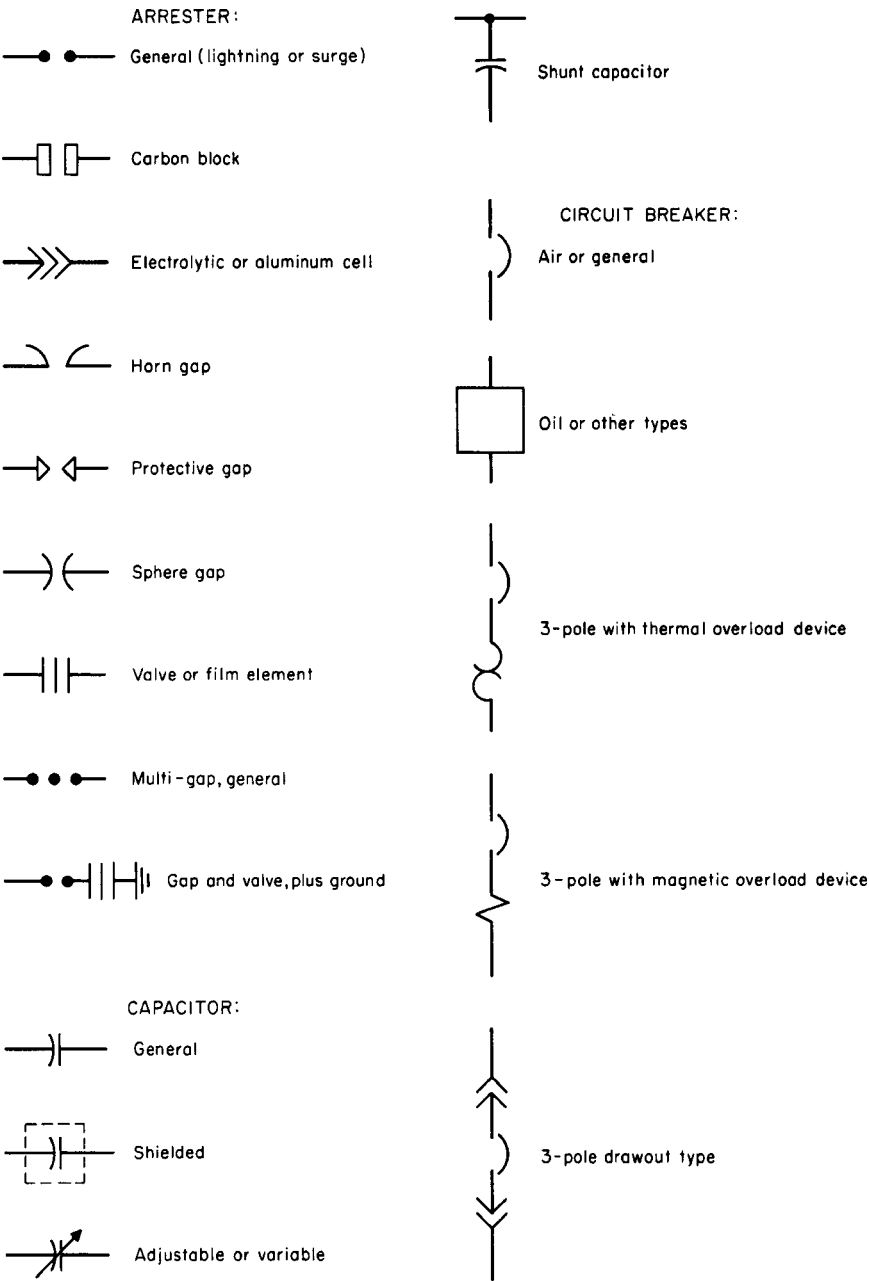 ARRESTER:
General (lightning or surge)
Carbon block
Electrolytic or aluminum cell
Horn gap
Protective gap
Sphere gap
Valve or film element
Multi-gap, general
Gap and valve, plus ground
CAPACITOR:
General
Shielded
Adjustable or variable
Shunt capacitor
CIRCUIT BREAKER:
Air or general
Oil or other types
3-pole with thermal overload device
3-pole with magnetic overload device
3-pole drawout type